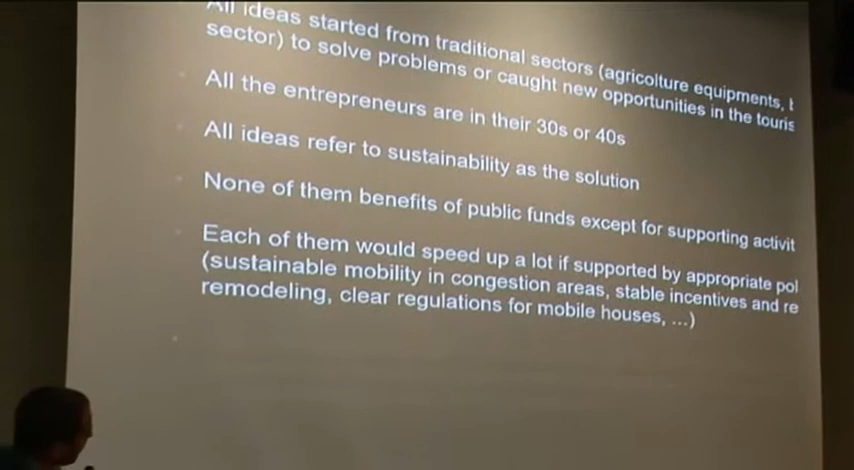 All ideas started from traditional sectors (agricolture equipments,
sector) to solve problems or caught new opportunities in the touris
All the entrepreneurs are in their 30s or 40s
All ideas refer to sustainability as the solution
None of them benefits of public funds except for supporting activit
Each of them would speed up a lot if supported by appropriate pol
(sustainable mobility in congestion areas, stable incentives and re
remodeling, clear regulations for mobile houses, ...)